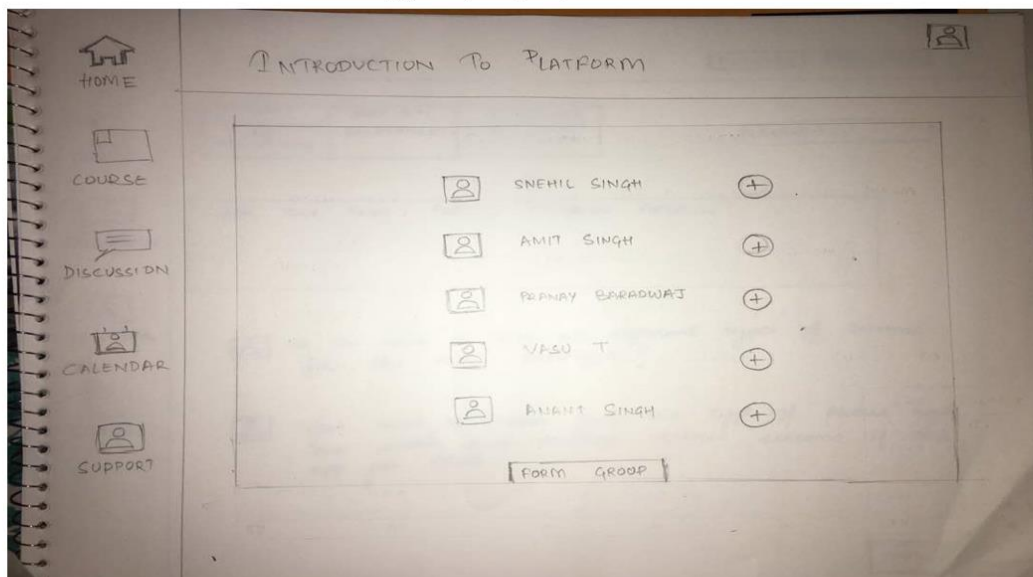 HOME
COURSE
DISCUSSION
CALENDAR
SUPPORT
INTRODUCTION TO PLATFORM
SNEHIL SINGH
AMIT SINGH
PRANAY BARADWAJ
VASU T
ANANT SINGH
FORM GROUP